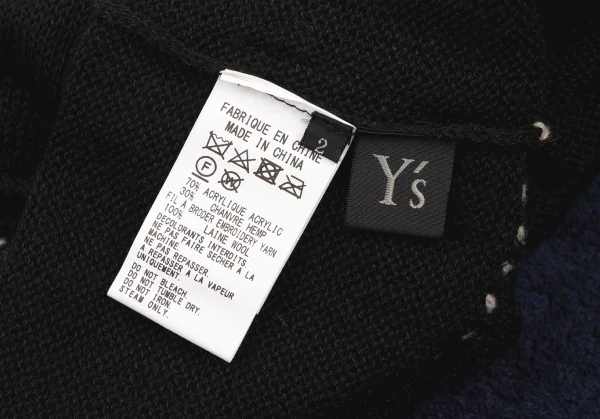 FABRIQUE EN CHINE
MADE IN CHINA
2
F
70% ACRYLIQUE ACRYLIC
30% CHANVRE HEMP
FIL A BRODER EMBROIDERY YARN
100% LAINE WOOL
DECOLORANTS INTERDITS.
NE PAS FAIRE SECHER A LA
MACHINE.
NE PAS REPASSER.
A REPASSER A LA VAPEUR
UNIQUEMENT.
DO NOT BLEACH.
DO NOT TUMBLE DRY.
DO NOT IRON.
STEAM ONLY.
Y's